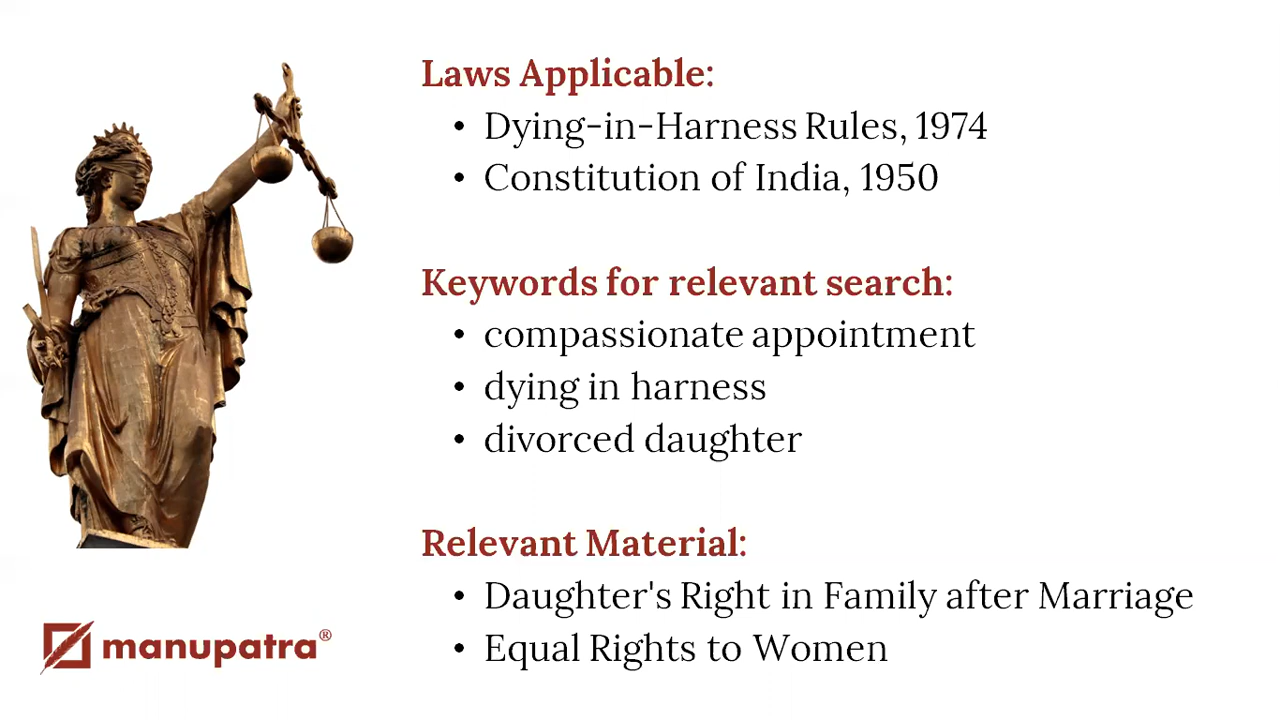 Laws Applicable:
• Dying-in-Harness Rules, 1974
• Constitution of India, 1950
Keywords for relevant search:
• compassionate appointment
• dying in harness
• divorced daughter
Relevant Material:
• Daughter's Right in Family after Marriage
• Equal Rights to Women
manupatra®